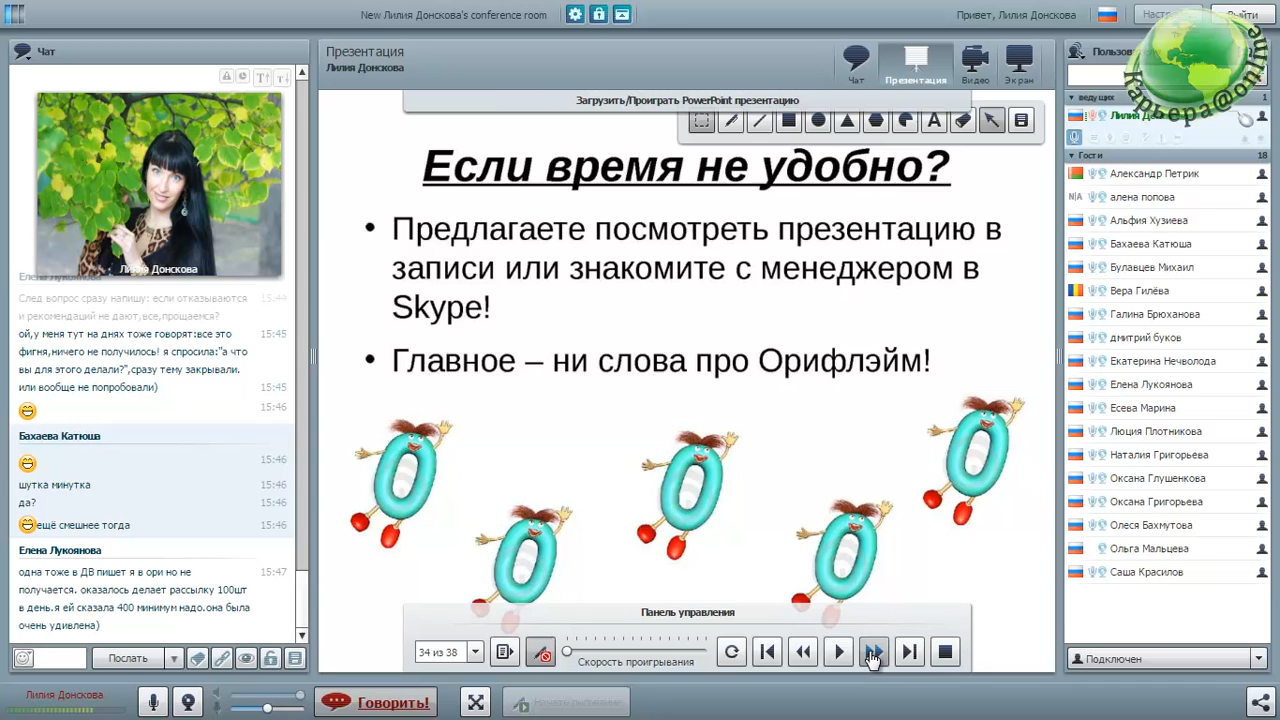 New Лилия Донскова's conference room
Привет, Лилия Донскова
Выйти
Чат
Лилия Донскова
След вопрос сразу напишу: если отказываются
15:44
и рекомендаций не дают,все,прощаемся?
ой,у меня тут на днях тоже говорят:все это
15:45
фигня,ничего не получилось! я спросила:"а что
вы для этого делали?",сразу тему закрывали.
или вообще не попробовали)
15:45
15:46
Бахаева Катюша
15:46
шутка минутка
15:46
да?
15:46
ещё смешнее тогда
15:46
Елена Лукоянова
одна тоже в ДВ пишет я в ори но не
15:47
получается. оказалось делает рассылку 100шт
в день.я ей сказала 400 минимум надо.она была
очень удивлена)
Послать
Презентация
Лилия Донскова
Чат
Презентация
Видео
Экран
Загрузить/Проиграть PowerPoint презентацию
Если время не удобно?
• Предлагаете посмотреть презентацию в
записи или знакомите с менеджером в
Skype!
• Главное – ни слова про Орифлэйм!
Панель управления
34 из 38
Скорость проигрывания
Карьера@online
ведущих
1
Гости
18
Александр Петрик
N|A
алена попова
Альфия Хузиева
Бахаева Катюша
Булавцев Михаил
Вера Гилёва
Галина Брюханова
дмитрий буков
Екатерина Нечволода
Елена Лукоянова
Есева Марина
Люция Плотникова
Наталия Григорьева
Оксана Глушенкова
Оксана Григорьева
Олеся Бахмутова
Ольга Мальцева
Саша Красилов
Подключен
Лилия Донскова
Говорить!